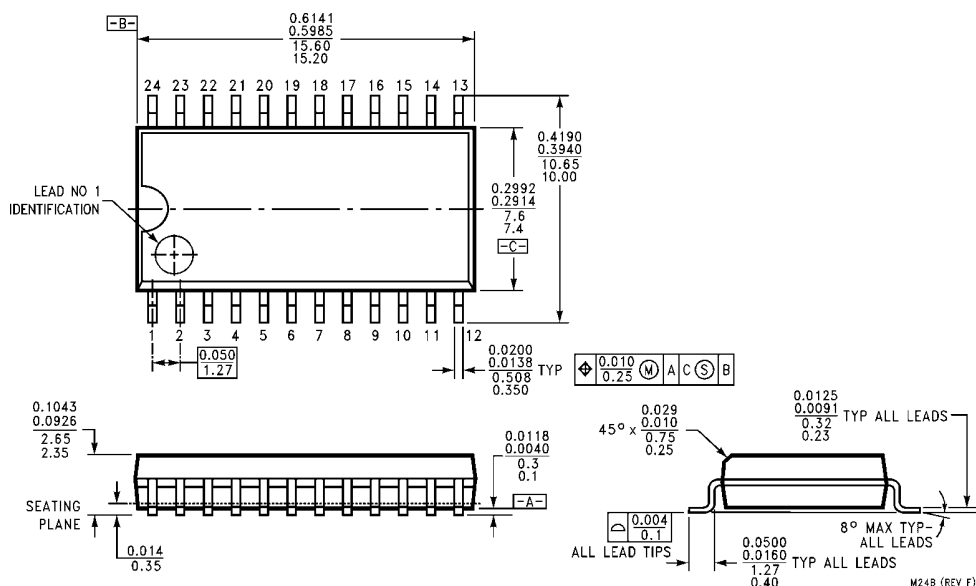 -B-
0.6141
0.5985
15.60
15.20
24 23 22 21 20 19 18 17 16 15 14 13
LEAD NO 1
IDENTIFICATION
0.4190
0.3940
10.65
10.00
0.2992
0.2914
7.6
7.4
-C-
1 2 3 4 5 6 7 8 9 10 11 12
0.050
1.27
0.0200
0.0138 TYP
0.508
0.350
⌖ 0.010 Ⓜ A C Ⓢ B
0.25
0.1043
0.0926
2.65
2.35
SEATING
PLANE
0.014
0.35
0.0118
0.0040
0.3
0.1
-A-
45° x
0.029
0.010
0.75
0.25
0.0125
0.0091 TYP ALL LEADS
0.32
0.23
0.004
0.1
ALL LEAD TIPS
0.0500
0.0160 TYP ALL LEADS
1.27
0.40
8° MAX TYP-
ALL LEADS
M24B (REV F)